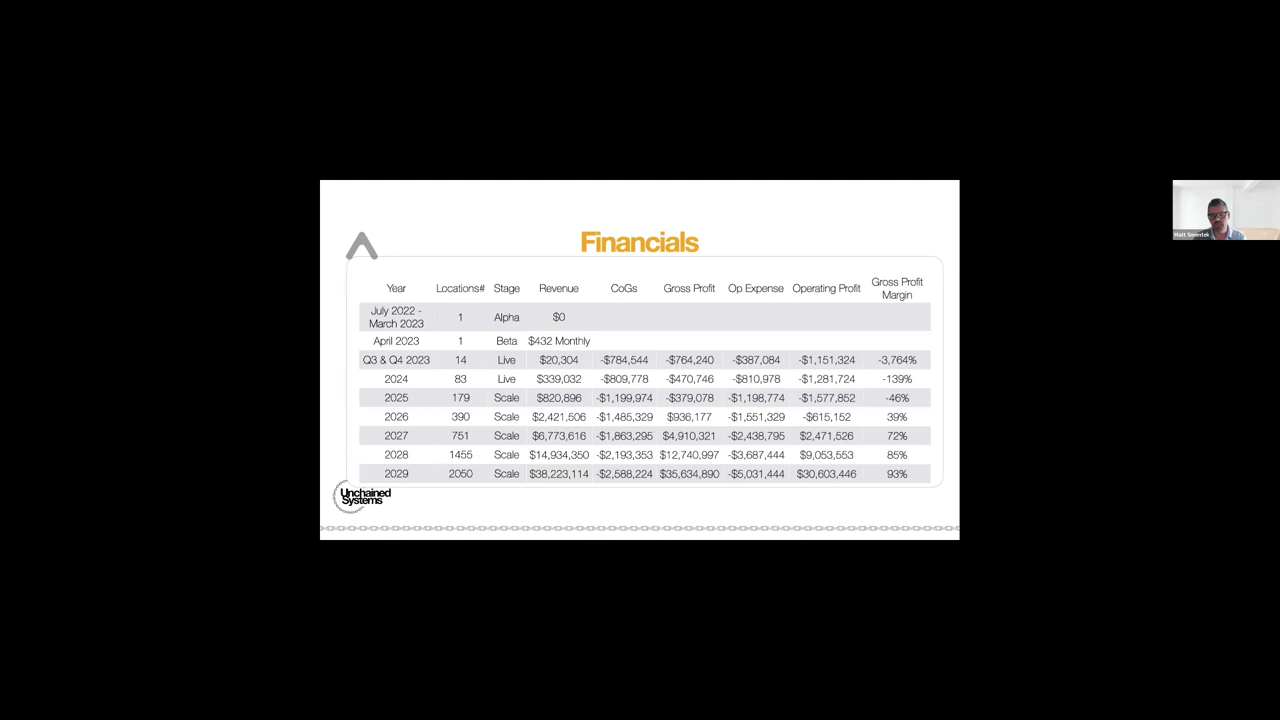 Financials
Year Locations# Stage Revenue CoGs Gross Profit Op Expense Operating Profit Gross Profit Margin
July 2022 - March 2023 1 Alpha $0
April 2023 1 Beta $432 Monthly
Q3 & Q4 2023 14 Live $20,304 -$784,544 -$764,240 -$387,084 -$1,151,324 -3,764%
2024 83 Live $339,032 -$809,778 -$470,746 -$810,978 -$1,281,724 -139%
2025 179 Scale $820,896 -$1,199,974 -$379,078 -$1,198,774 -$1,577,852 -46%
2026 390 Scale $2,421,506 -$1,485,329 $936,177 -$1,551,329 -$615,152 39%
2027 751 Scale $6,773,616 -$1,863,295 $4,910,321 -$2,438,795 $2,471,526 72%
2028 1455 Scale $14,934,350 -$2,193,353 $12,740,997 -$3,687,444 $9,053,553 85%
2029 2050 Scale $38,223,114 -$2,588,224 $35,634,890 -$5,031,444 $30,603,446 93%
Unchained
Systems
Matt